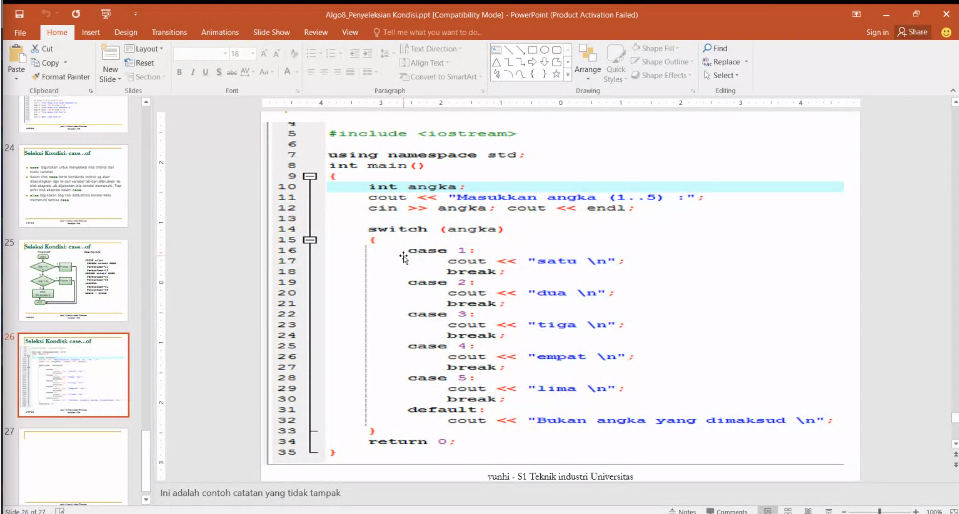 Algo8_Penyeleksian Kondisi.ppt [Compatibility Mode] - PowerPoint (Product Activation Failed)
File Home Insert Design Transitions Animations Slide Show Review View Tell me what you want to do... Sign in Share
Paste
Cut
Copy
Format Painter
Clipboard
New Slide
Layout
Reset
Section
Slides
18
Font
Text Direction
Align Text
Convert to SmartArt
Paragraph
Arrange
Quick Styles
Shape Fill
Shape Outline
Shape Effects
Drawing
Find
Replace
Select
Editing
24
Seleksi Kondisi: case...of
25
26
Seleksi Kondisi: case...of
27
4
5 #include <iostream>
6
7 using namespace std;
8 int main()
9 {
10 int angka;
11 cout << "Masukkan angka (1..5) :";
12 cin >> angka; cout << endl;
13
14 switch (angka)
15 {
16 case 1:
17 cout << "satu \n";
18 break;
19 case 2:
20 cout << "dua \n";
21 break;
22 case 3:
23 cout << "tiga \n";
24 break;
25 case 4:
26 cout << "empat \n";
27 break;
28 case 5:
29 cout << "lima \n";
30 break;
31 default:
32 cout << "Bukan angka yang dimaksud \n";
33 }
34 return 0;
35 }
yunhi - S1 Teknik industri Universitas
Ini adalah contoh catatan yang tidak tampak
Slide 26 of 27
Notes
Comments
100%